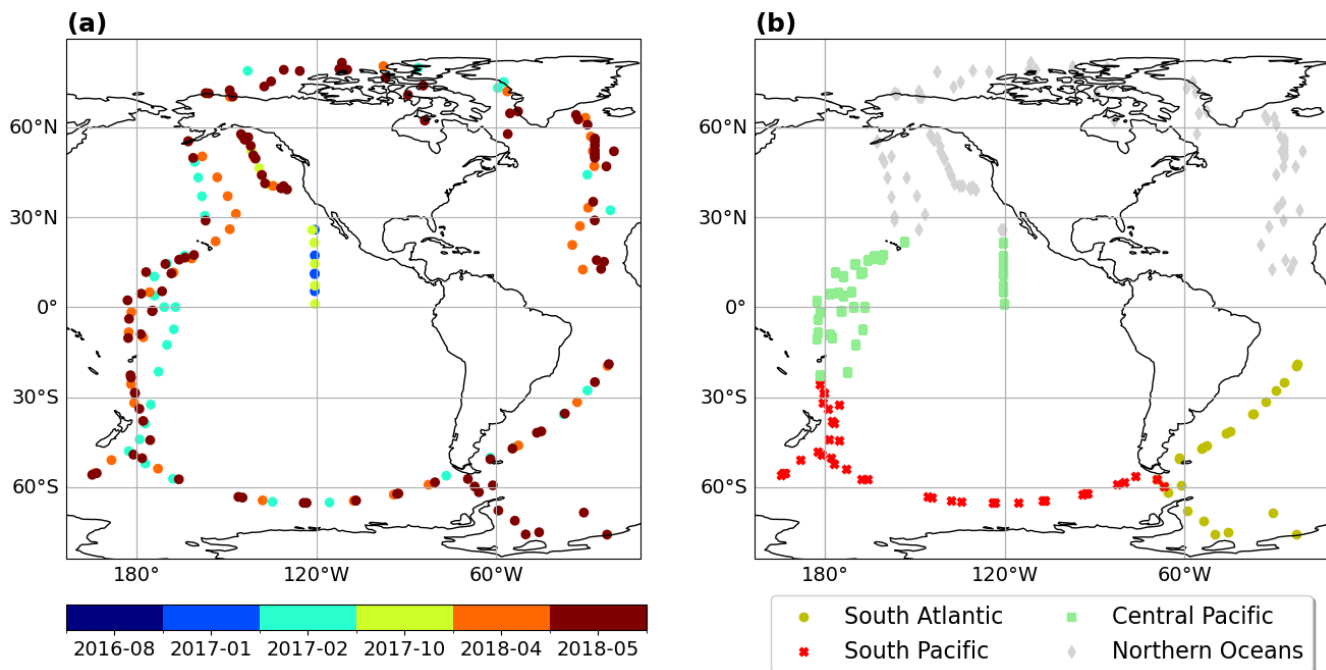 (a)
(b)
60°N
30°N
0°
30°S
60°S
180°
120°W
60°W
60°N
30°N
0°
30°S
60°S
180°
120°W
60°W
2016-08
2017-01
2017-02
2017-10
2018-04
2018-05
South Atlantic
Central Pacific
South Pacific
Northern Oceans